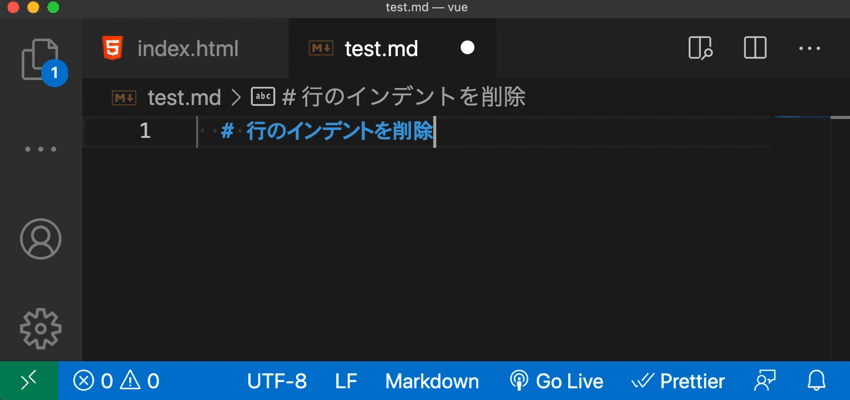 test.md — vue
index.html
test.md
test.md > # 行のインデントを削除
1
1 # 行のインデントを削除
0 0 UTF-8 LF Markdown Go Live Prettier